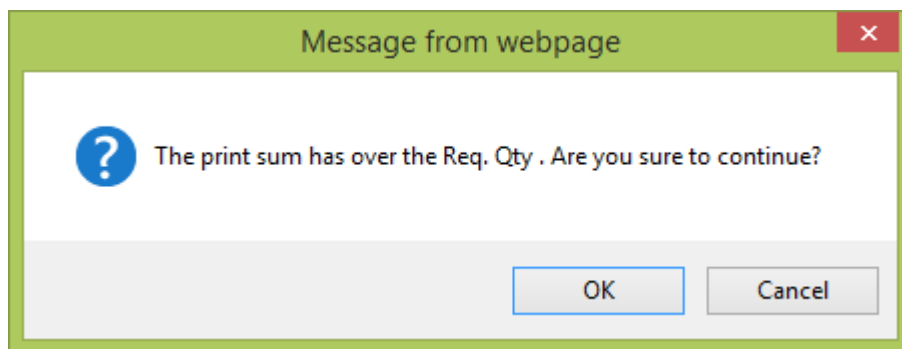 Message from webpage
The print sum has over the Req. Qty . Are you sure to continue?
OK
Cancel